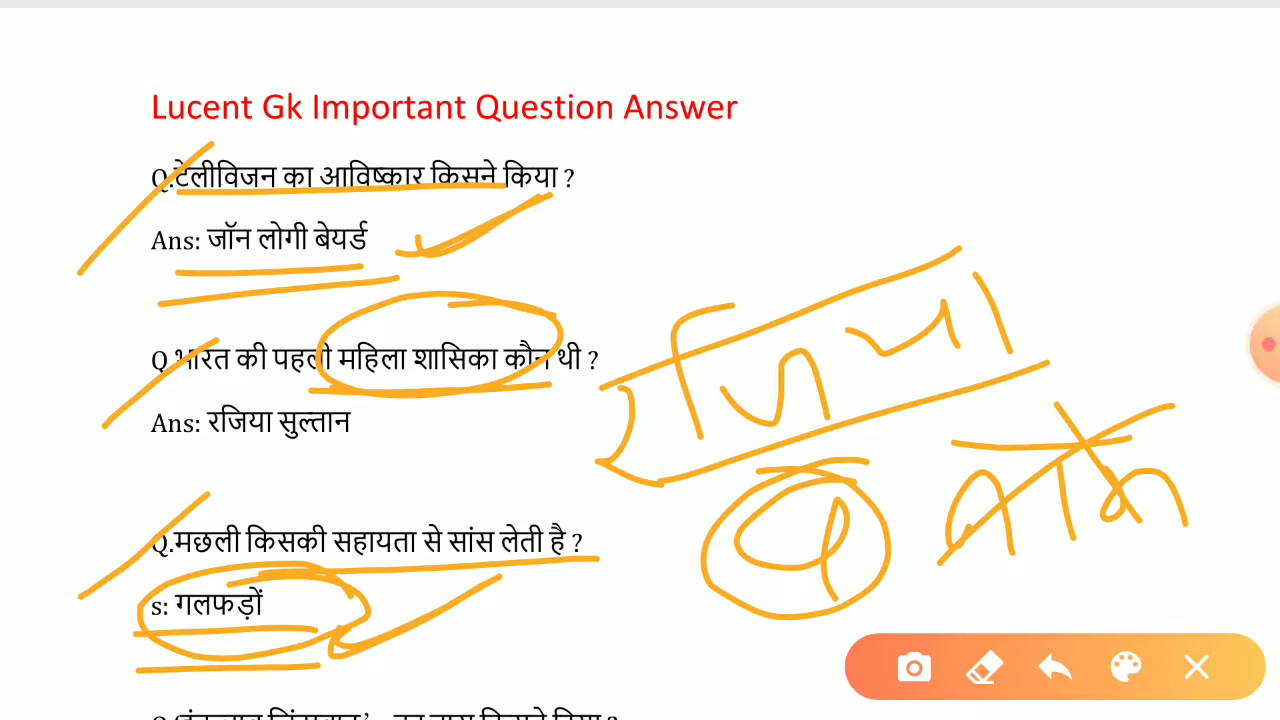 Lucent Gk Important Question Answer
Q.टेलीविजन का आविष्कार किसने किया ?
Ans: जॉन लोगी बेयर्ड
Q भारत की पहली महिला शासिका कौन थी ?
Ans: रजिया सुल्तान
Q.मछली किसकी सहायता से सांस लेती है ?
s: गलफड़ों
नाक